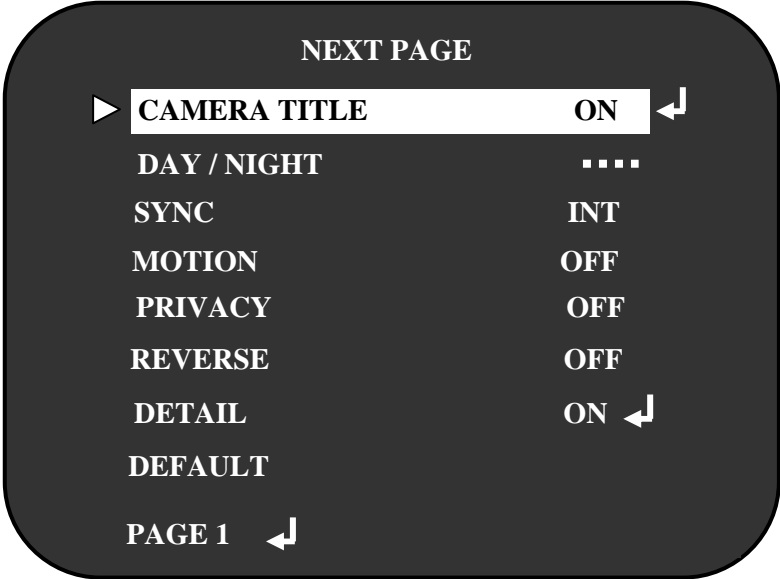 NEXT PAGE
CAMERA TITLE ON
DAY / NIGHT ....
SYNC INT
MOTION OFF
PRIVACY OFF
REVERSE OFF
DETAIL ON
DEFAULT
PAGE 1